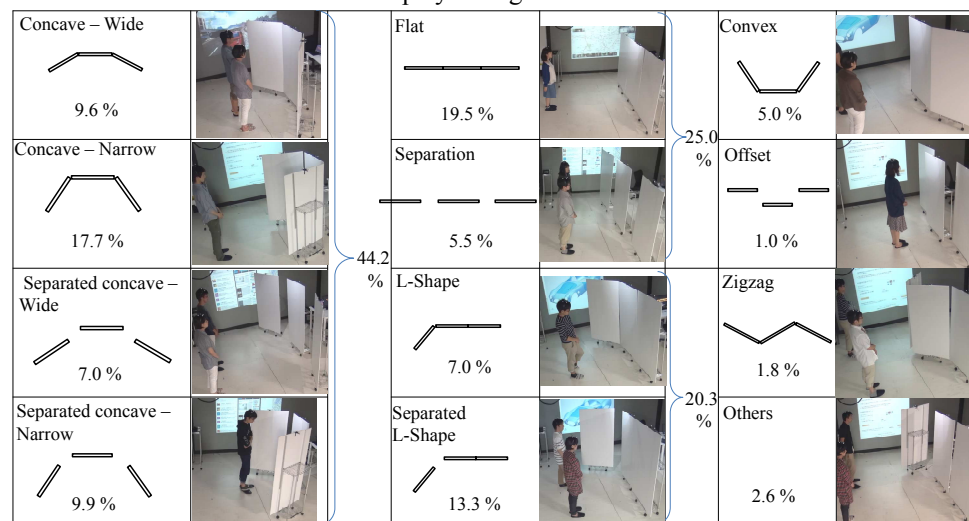 Concave – Wide
9.6 %
Concave – Narrow
17.7 %
Separated concave –
Wide
7.0 %
Separated concave –
Narrow
9.9 %
44.2
%
Flat
19.5 %
Separation
5.5 %
25.0
%
L-Shape
7.0 %
Separated
L-Shape
13.3 %
20.3
%
Convex
5.0 %
Offset
1.0 %
Zigzag
1.8 %
Others
2.6 %